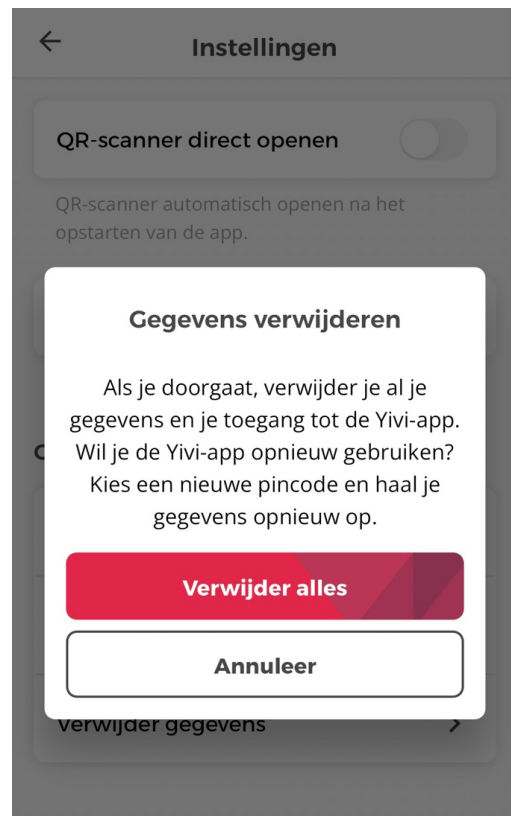 Instellingen
QR-scanner direct openen
QR-scanner automatisch openen na het
opstarten van de app.
Gegevens verwijderen
Als je doorgaat, verwijder je al je
gegevens en je toegang tot de Yivi-app.
Wil je de Yivi-app opnieuw gebruiken?
Kies een nieuwe pincode en haal je
gegevens opnieuw op.
Verwijder alles
Annuleer
Verwijder gegevens